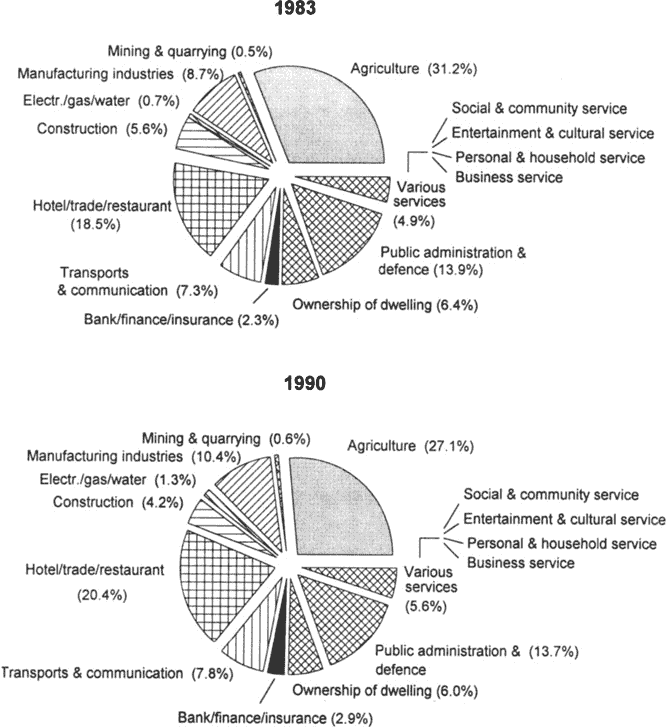 1983
Mining & quarrying (0.5%)
Manufacturing industries (8.7%)
Agriculture (31.2%)
Electr./gas/water (0.7%)
Construction (5.6%)
Social & community service
Entertainment & cultural service
Personal & household service
Business service
Various
services
(4.9%)
Hotel/trade/restaurant
(18.5%)
Public administration &
defence (13.9%)
Transports
& communication (7.3%)
Ownership of dwelling (6.4%)
Bank/finance/insurance (2.3%)
1990
Mining & quarrying (0.6%)
Manufacturing industries (10.4%)
Agriculture (27.1%)
Electr./gas/water (1.3%)
Construction (4.2%)
Social & community service
Entertainment & cultural service
Personal & household service
Business service
Various
services
(5.6%)
Hotel/trade/restaurant
(20.4%)
Public administration & (13.7%)
defence
Transports & communication (7.8%)
Ownership of dwelling (6.0%)
Bank/finance/insurance (2.9%)